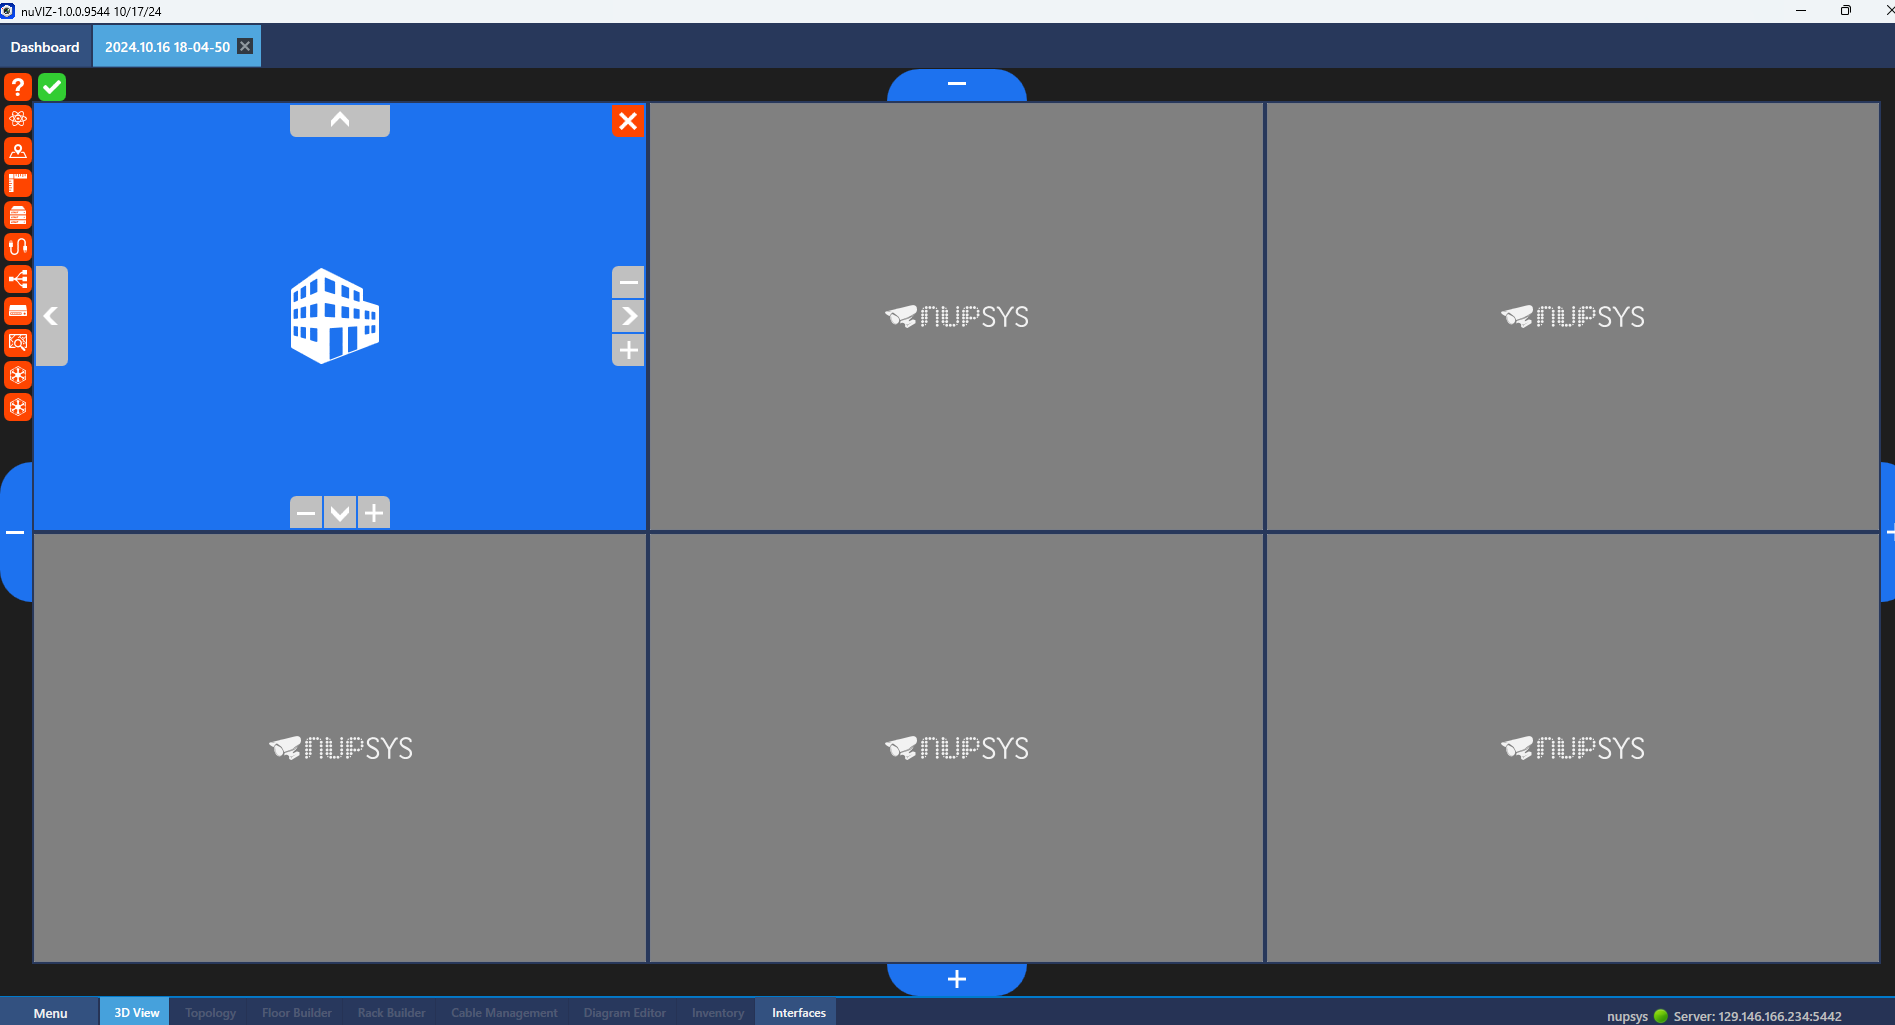 nuVIZ-1.0.0.9544 10/17/24
Dashboard
2024.10.16 18-04-50
nupsys
nupsys
nupsys
nupsys
nupsys
Menu
3D View
Topology
Floor Builder
Rack Builder
Cable Management
Diagram Editor
Inventory
Interfaces
nupsys
Server: 129.146.166.234:5442